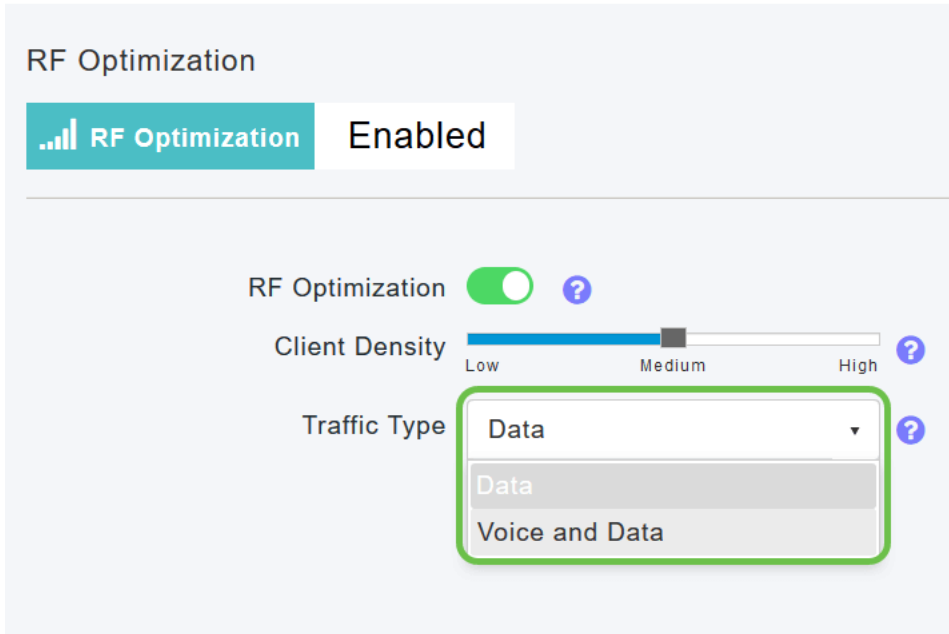 RF Optimization
RF Optimization Enabled
RF Optimization ?
Client Density ?
Low Medium High
Traffic Type Data ?
Data
Voice and Data